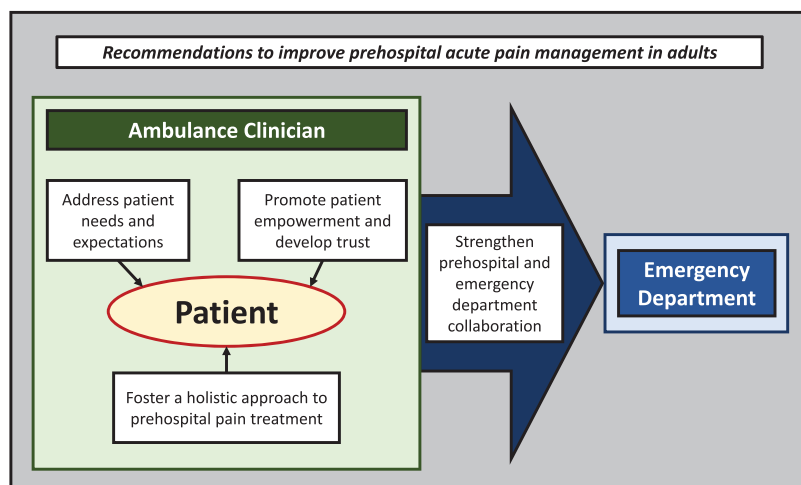 Recommendations to improve prehospital acute pain management in adults
Ambulance Clinician
Address patient
needs and
expectations
Promote patient
empowerment and
develop trust
Patient
Foster a holistic approach to
prehospital pain treatment
Strengthen
prehospital and
emergency
department
collaboration
Emergency
Department